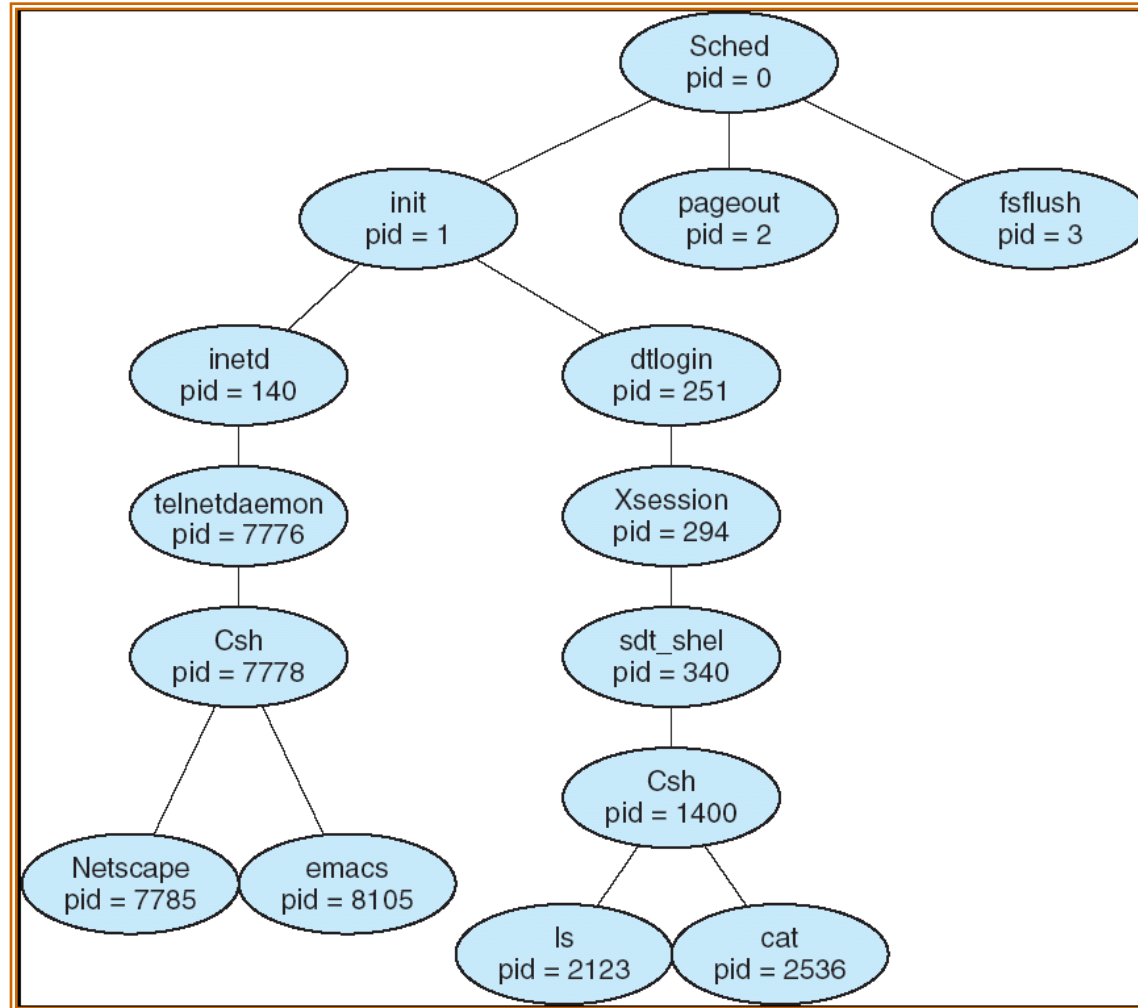 Sched
pid = 0
init
pid = 1
pageout
pid = 2
fsflush
pid = 3
inetd
pid = 140
dtlogin
pid = 251
telnetdaemon
pid = 7776
Xsession
pid = 294
Csh
pid = 7778
sdt_shel
pid = 340
Csh
pid = 1400
Netscape
pid = 7785
emacs
pid = 8105
ls
pid = 2123
cat
pid = 2536